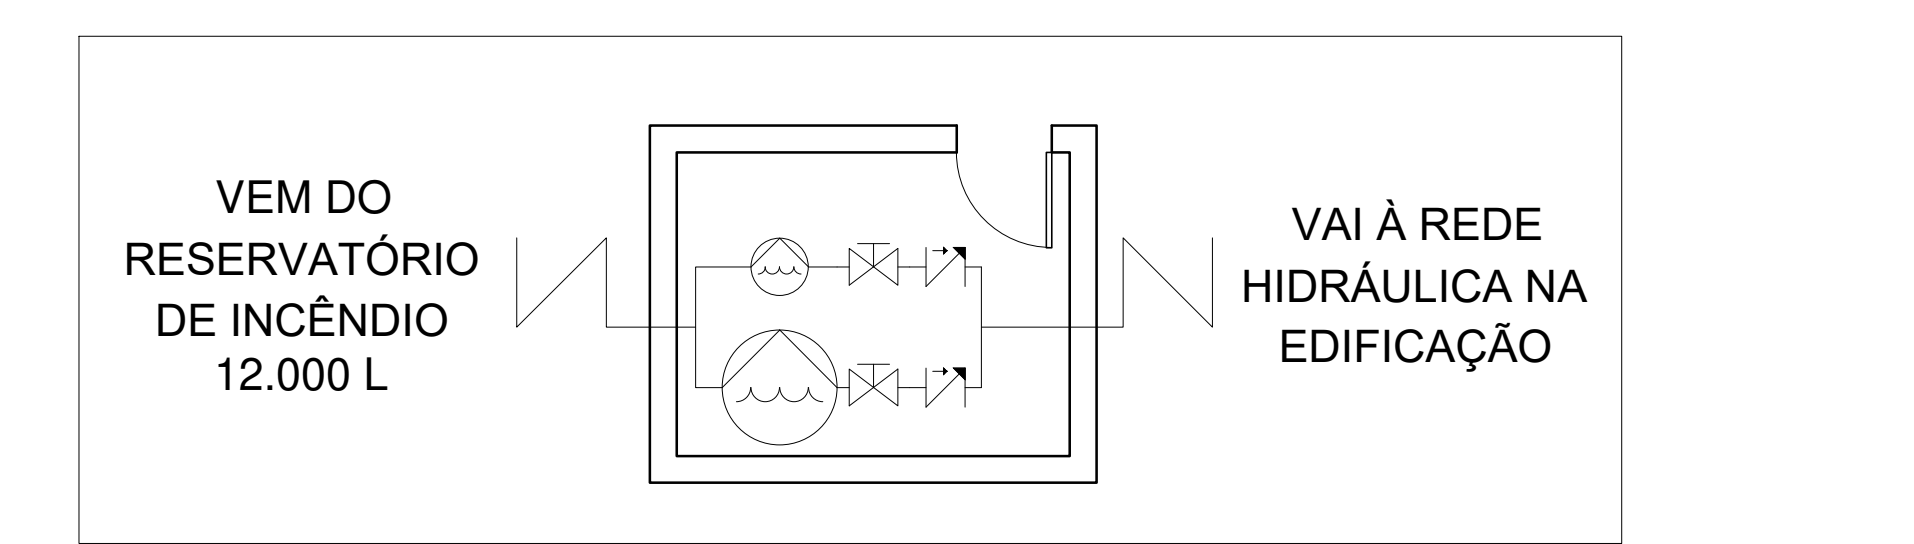 VEM DO
RESERVATÓRIO
DE INCÊNDIO
12.000 L
VAI À REDE
HIDRÁULICA NA
EDIFICAÇÃO